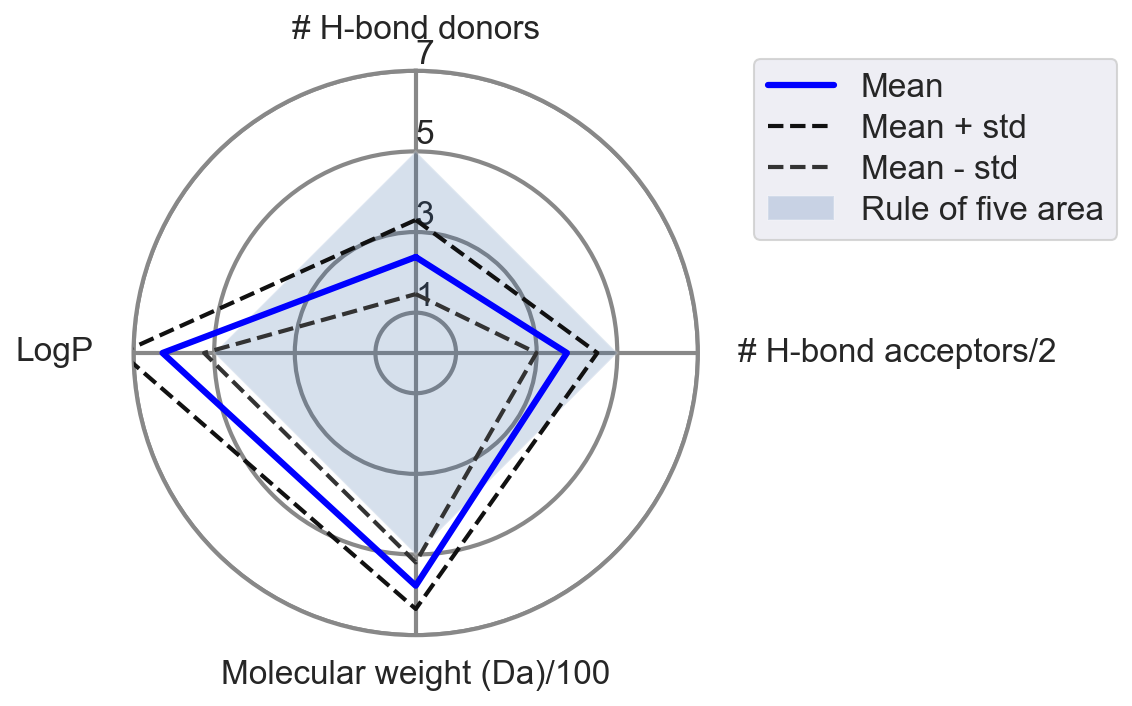 # H-bond donors
7
5
3
1
LogP
# H-bond acceptors/2
Molecular weight (Da)/100
Mean
Mean + std
Mean - std
Rule of five area